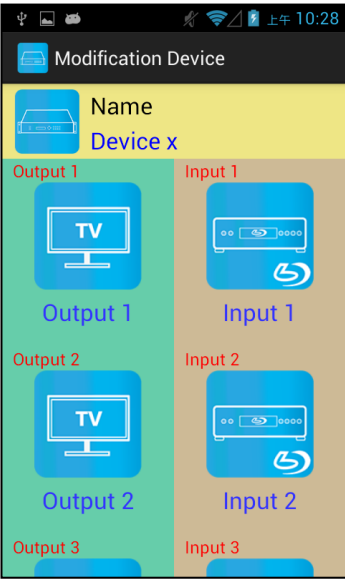 上午 10:28
Modification Device
Name
Device x
Output 1
Input 1
TV
Output 1
Input 1
Output 2
Input 2
TV
Output 2
Input 2
Output 3
Input 3